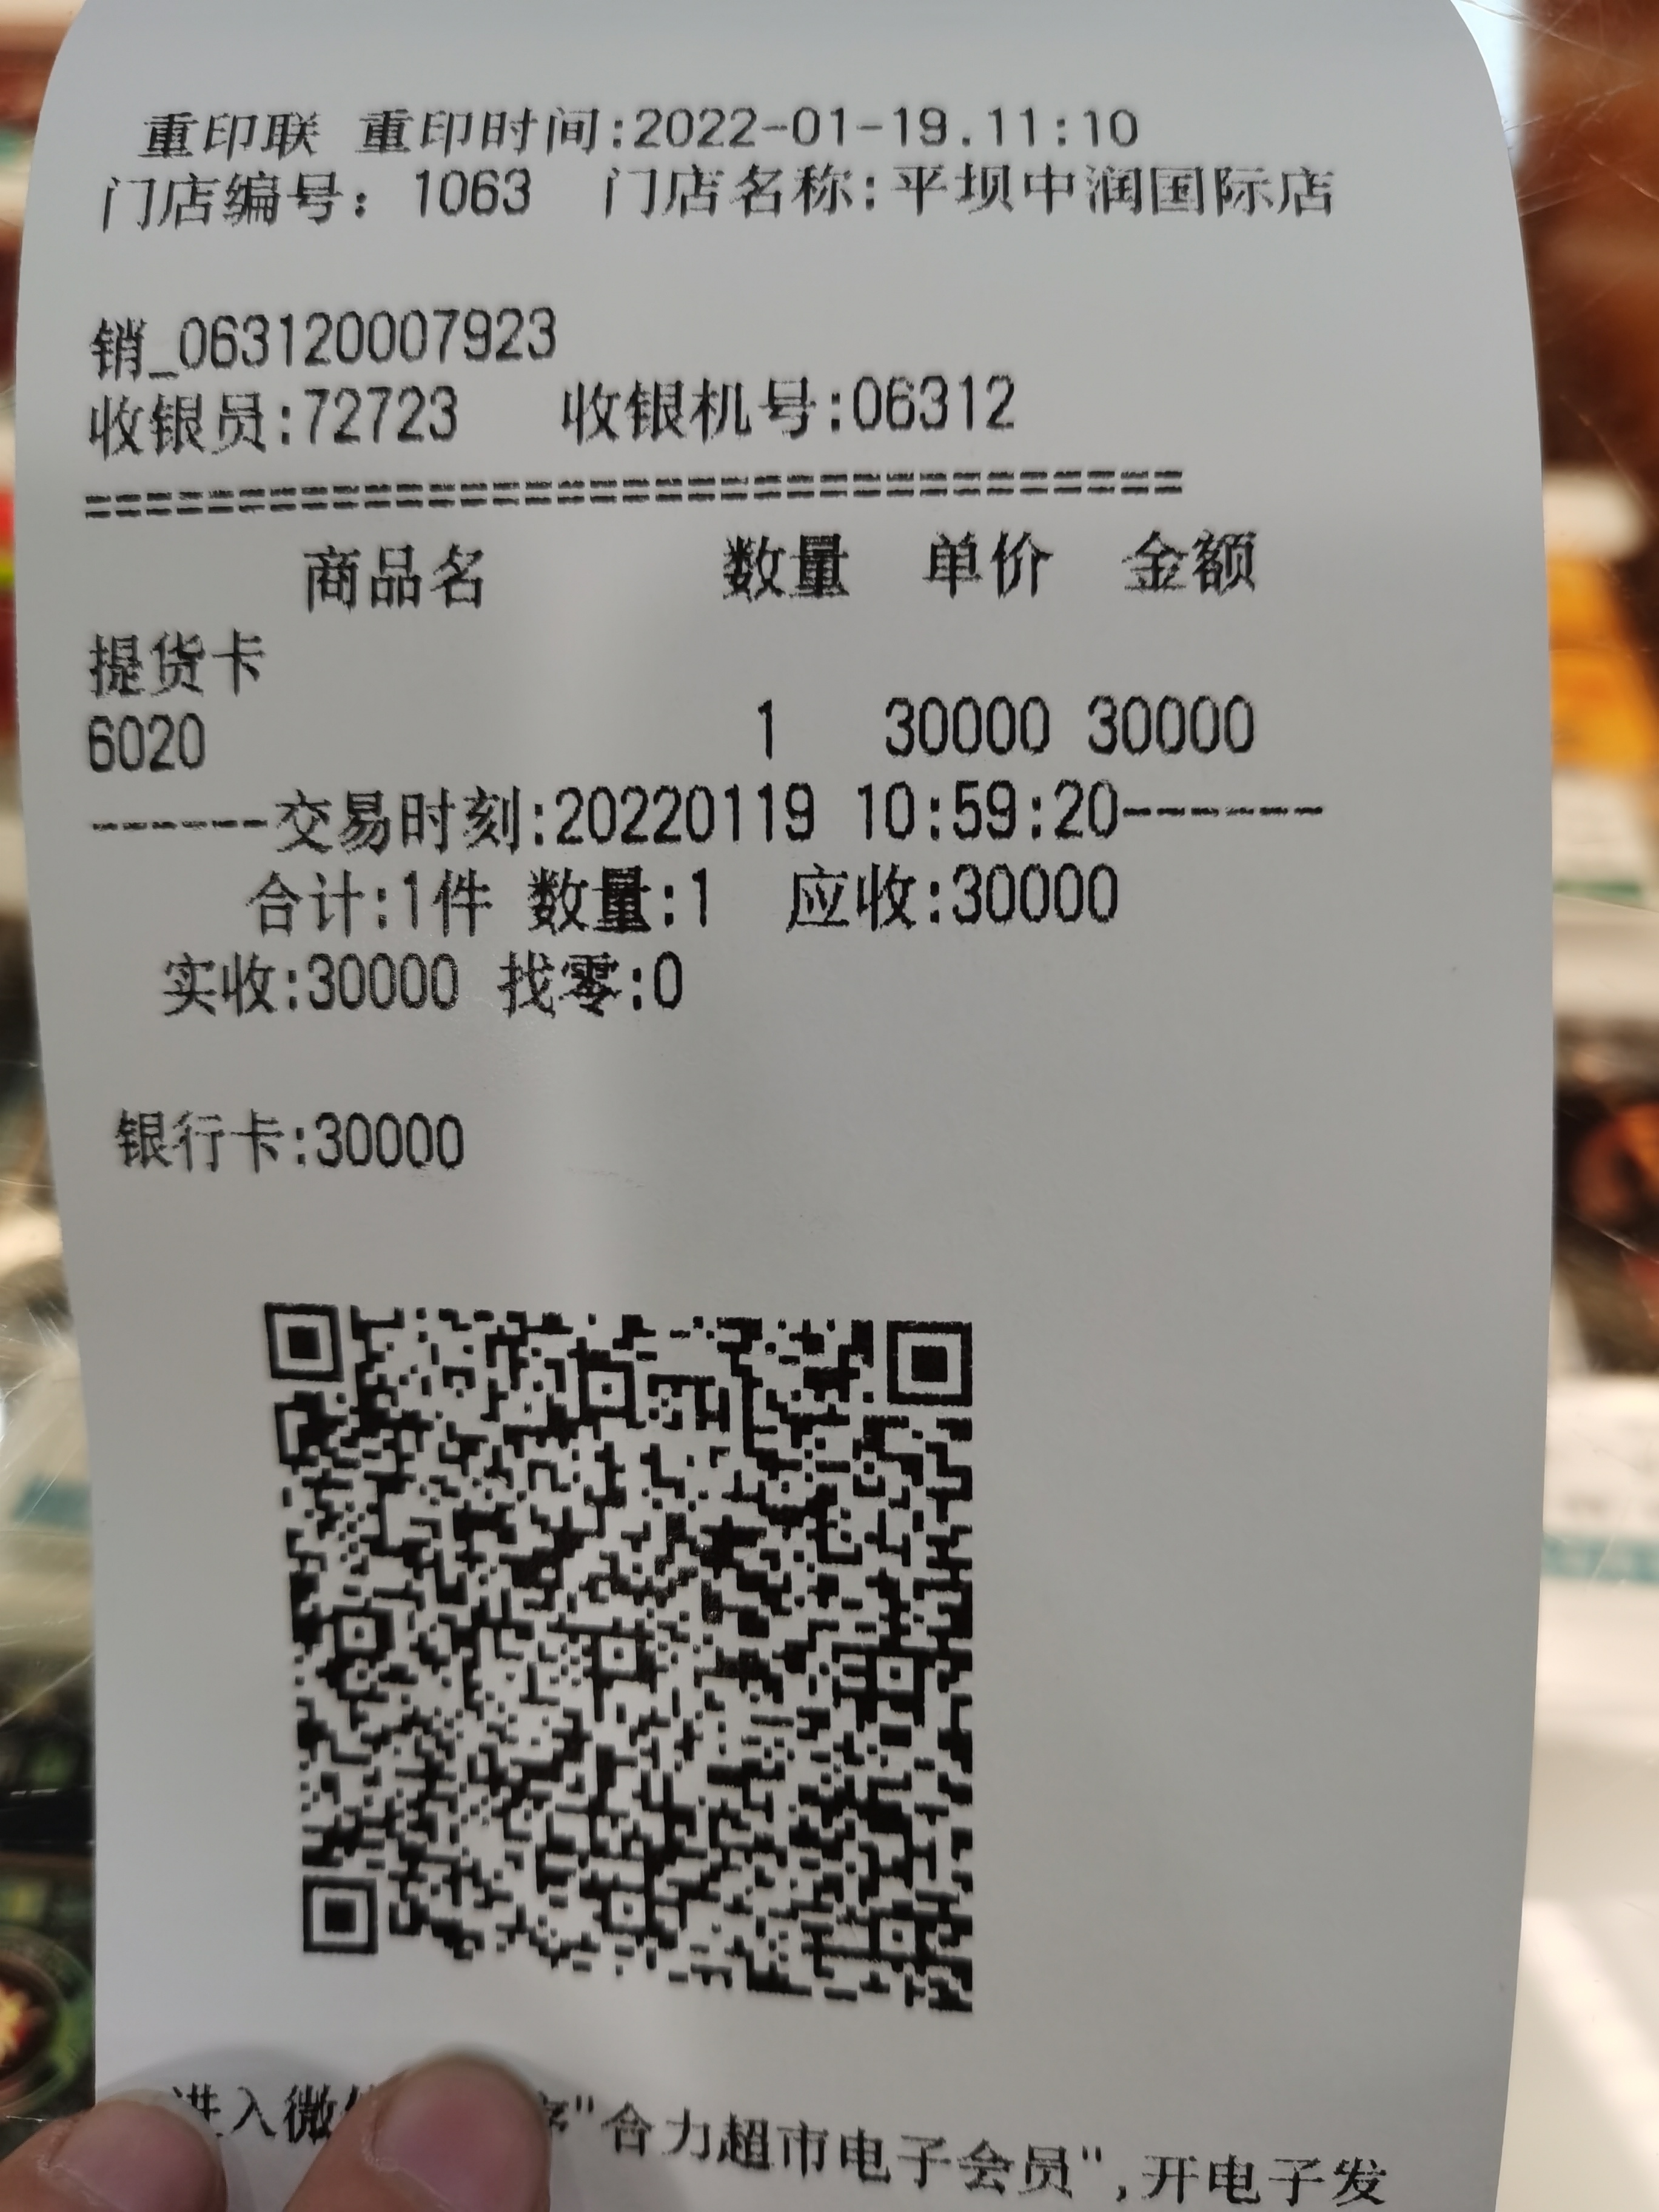 重印联 重印时间:2022-01-19.11:10
门店编号: 1063 门店名称:平坝中润国际店
销_063120007923
收银员:72723 收银机号:06312
==================================
商品名 数量 单价 金额
提货卡
6020 1 30000 30000
------交易时刻:20220119 10:59:20-------
合计:1件 数量:1 应收:30000
实收:30000 找零:0
银行卡:30000
进入微 "合力超市电子会员",开电子发